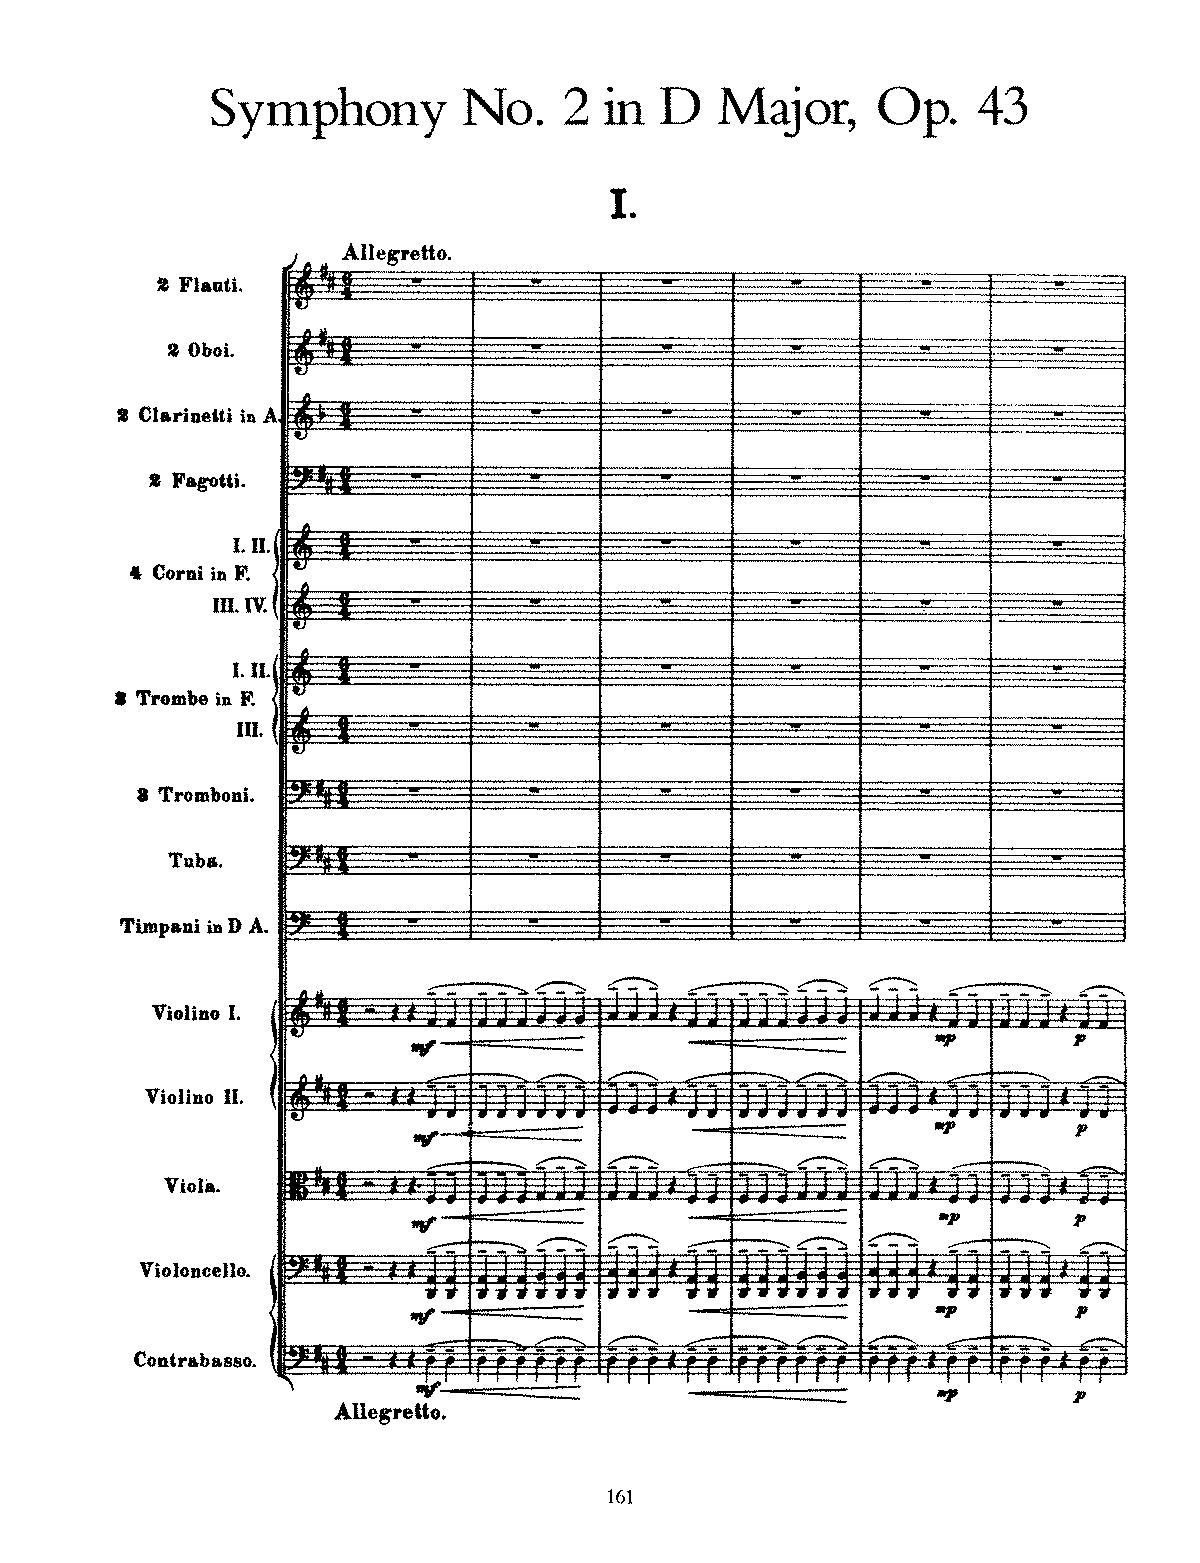 Symphony No. 2 in D Major, Op. 43
I.
Allegretto.
2 Flauti.
2 Oboi.
2 Clarinetti in A.
2 Fagotti.
I. II.
4 Corni in F.
III. IV.
I. II.
3 Trombe in F.
III.
3 Tromboni.
Tuba.
Timpani in D A.
Violino I.
mf mp p
Violino II.
mf mp p
Viola.
mf mp p
Violoncello.
mf mp p
Contrabasso.
mf mp p
Allegretto.
161